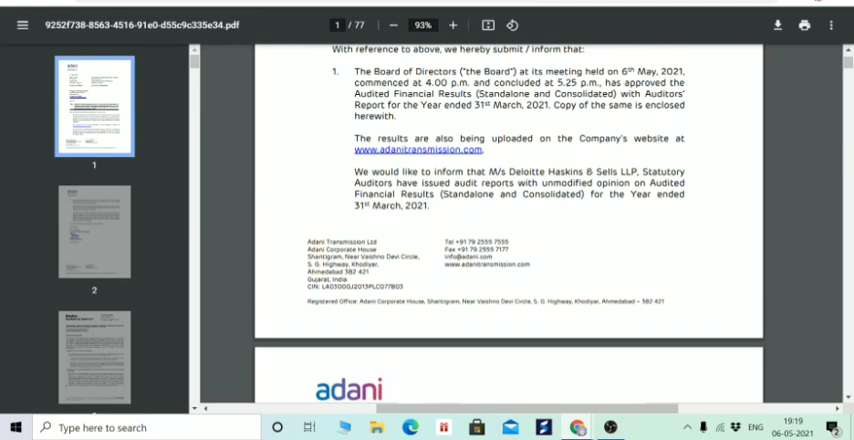 9252f738-8563-4516-91e0-d55c9c335e34.pdf
1 / 77
93%
With reference to above, we hereby submit / inform that:
1. The Board of Directors ("the Board") at its meeting held on 6th May, 2021,
commenced at 4.00 p.m. and concluded at 5.25 p.m., has approved the
Audited Financial Results (Standalone and Consolidated) with Auditors'
Report for the Year ended 31st March, 2021. Copy of the same is enclosed
herewith.
The results are also being uploaded on the Company's website at
www.adanitransmission.com.
We would like to inform that M/s Deloitte Haskins & Sells LLP, Statutory
Auditors have issued audit reports with unmodified opinion on Audited
Financial Results (Standalone and Consolidated) for the Year ended
31st March, 2021.
Adani Transmission Ltd
Adani Corporate House
Shantigram, Near Vaishno Devi Circle,
S. G. Highway, Khodiyar,
Ahmedabad 382 421
Gujarat, India
CIN: L40300GJ2013PLC077803
Tel +91 79 2555 7555
Fax +91 79 2555 7177
info@adani.com
www.adanitransmission.com
Registered Office: Adani Corporate House, Shantigram, Near Vaishno Devi Circle, S. G. Highway, Khodiyar, Ahmedabad – 382 421
adani
1
2
Type here to search
ENG
19:19
06-05-2021
2